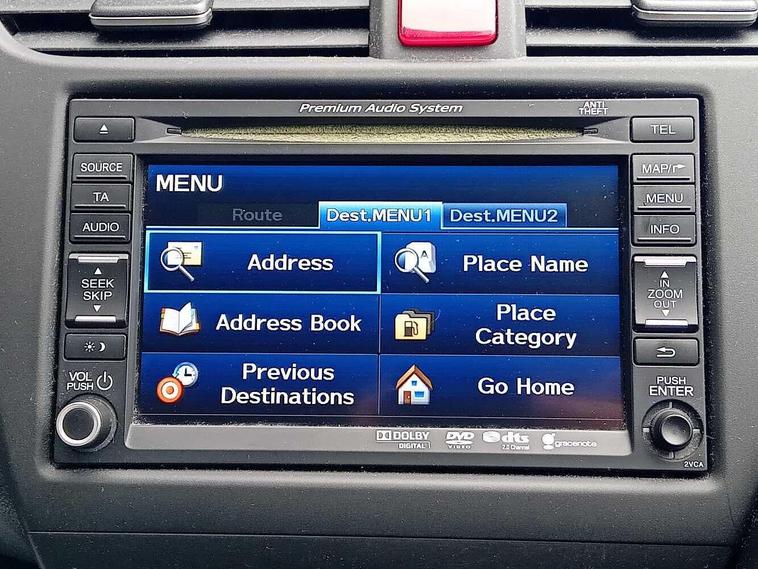 Premium Audio System
ANTI
THEFT
TEL
SOURCE
MAP/
TA
MENU
AUDIO
INFO
MENU
Route
Dest.MENU1
Dest.MENU2
Address
Place Name
Address Book
Place
Category
Previous
Destinations
Go Home
SEEK
SKIP
IN
ZOOM
OUT
VOL
PUSH
PUSH
ENTER
DOLBY
DIGITAL
DVD
VIDEO
dts
2.0 Channel
gracenote
2VCA